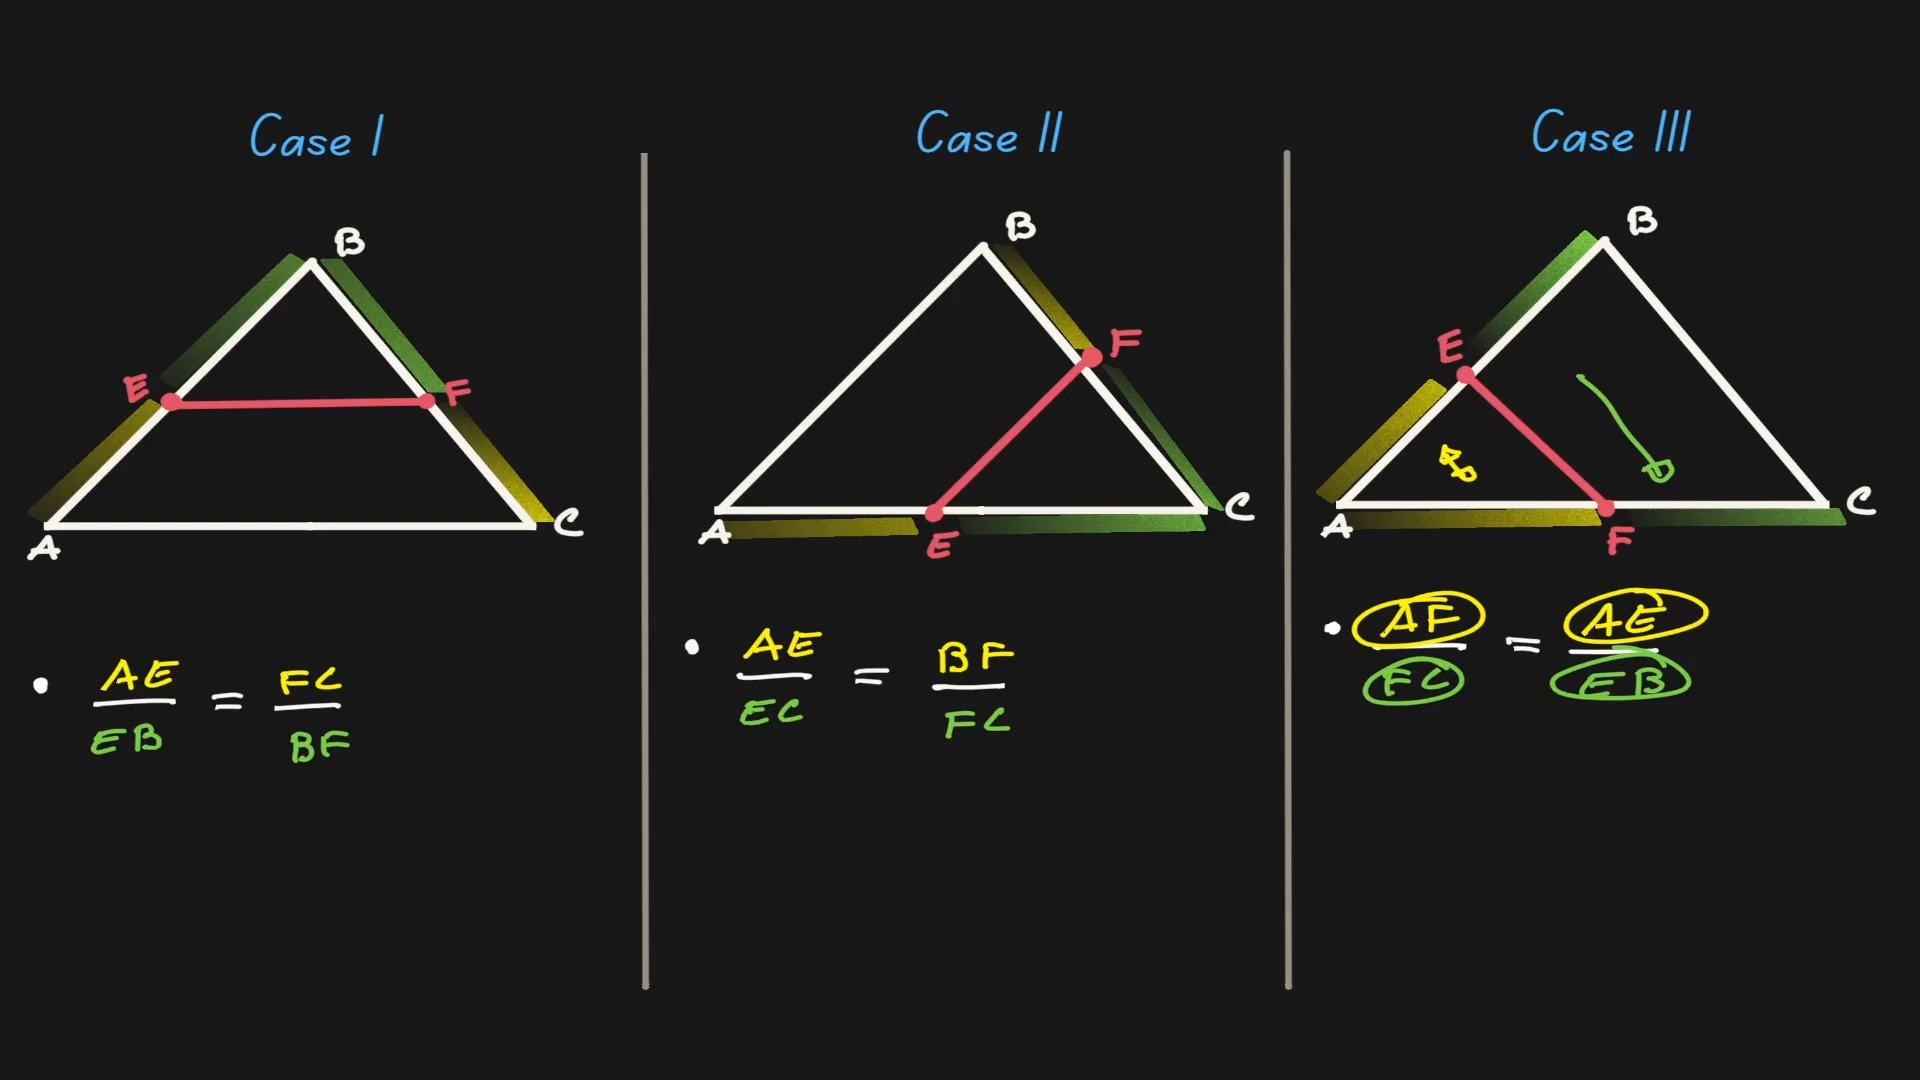 Case I
B
E
F
A
C
• AE/EB = FC/BF
Case II
B
F
A
E
C
• AE/EC = BF/FC
Case III
B
E
A
F
C
• AF/FC = AE/EB